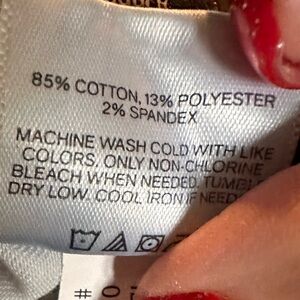 85% COTTON, 13% POLYESTER
2% SPANDEX
MACHINE WASH COLD WITH LIKE
COLORS, ONLY NON-CHLORINE
BLEACH WHEN NEEDED, TUMBLE
DRY LOW. COOL IRON IF NEED
#